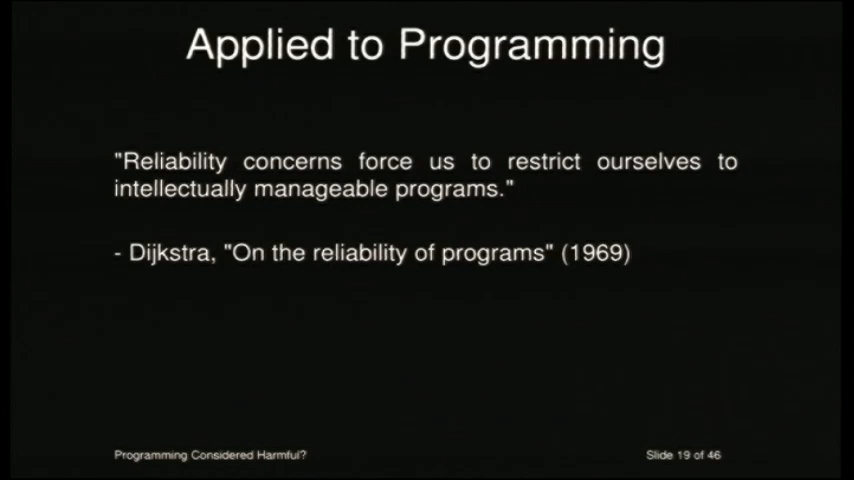 Applied to Programming
"Reliability concerns force us to restrict ourselves to
intellectually manageable programs."
- Dijkstra, "On the reliability of programs" (1969)
Programming Considered Harmful?
Slide 19 of 46